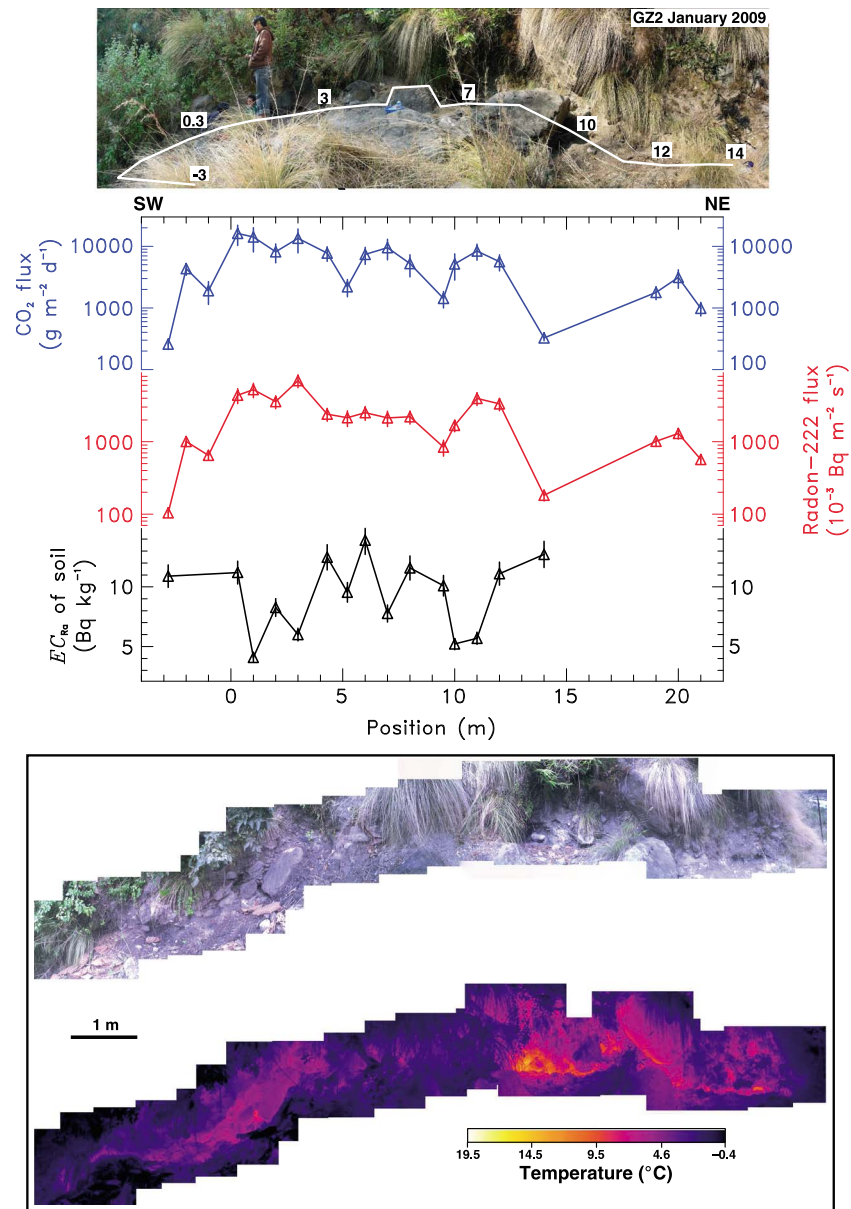 GZ2 January 2009
0.3
3
7
10
12
14
-3
SW
NE
CO₂ flux
(g m⁻² d⁻¹)
10000
1000
100
10000
1000
100
Radon−222 flux
(10⁻³ Bq m⁻² s⁻¹)
1000
100
1000
100
EC_Ra of soil
(Bq kg⁻¹)
10
5
10
5
0 5 10 15 20
Position (m)
1 m
19.5 14.5 9.5 4.6 −0.4
Temperature (°C)